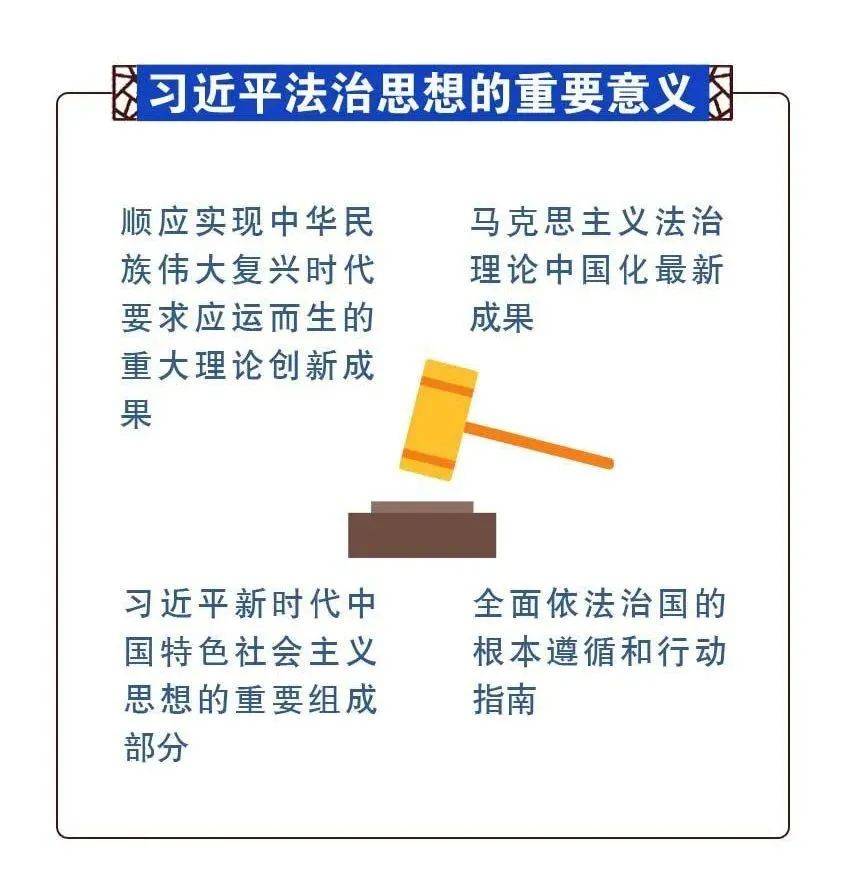 习近平法治思想的重要意义
顺应实现中华民
族伟大复兴时代
要求应运而生的
重大理论创新成
果
马克思主义法治
理论中国化最新
成果
习近平新时代中
国特色社会主义
思想的重要组成
部分
全面依法治国的
根本遵循和行动
指南